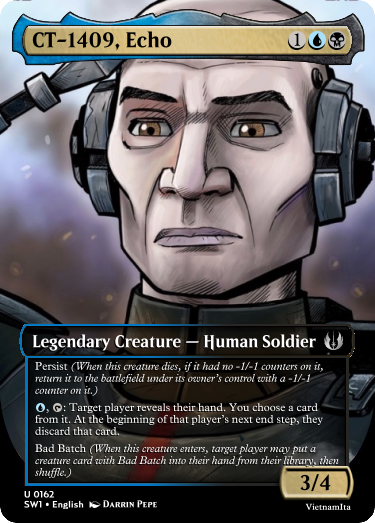 CT–1409, Echo 1
Legendary Creature — Human Soldier
Persist (When this creature dies, if it had no -1/-1 counters on it,
return it to the battlefield under its owner's control with a -1/-1
counter on it.)
, : Target player reveals their hand. You choose a card
from it. At the beginning of that player's next end step, they
discard that card.
Bad Batch (When this creature enters, target player may put a
creature card with Bad Batch into their hand from their library, then
shuffle.)
3/4
U 0162
SW1 • English DARRIN PEPE
VietnamIta